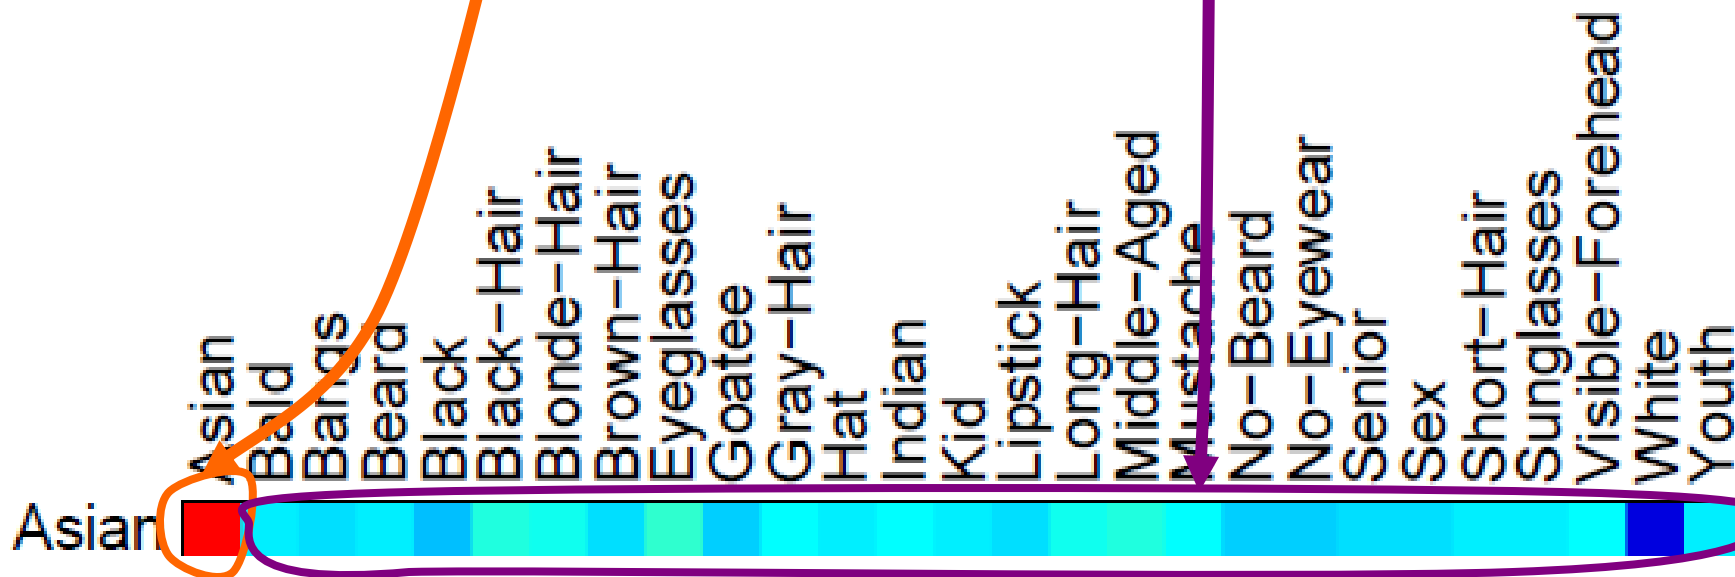 Asian
Bald
Bangs
Beard
Black
Black-Hair
Blonde-Hair
Brown-Hair
Eyeglasses
Goatee
Gray-Hair
Hat
Indian
Kid
Lipstick
Long-Hair
Middle-Aged
Mustache
No-Beard
No-Eyewear
Senior
Sex
Short-Hair
Sunglasses
Visible-Forehead
White
Youth
Asian